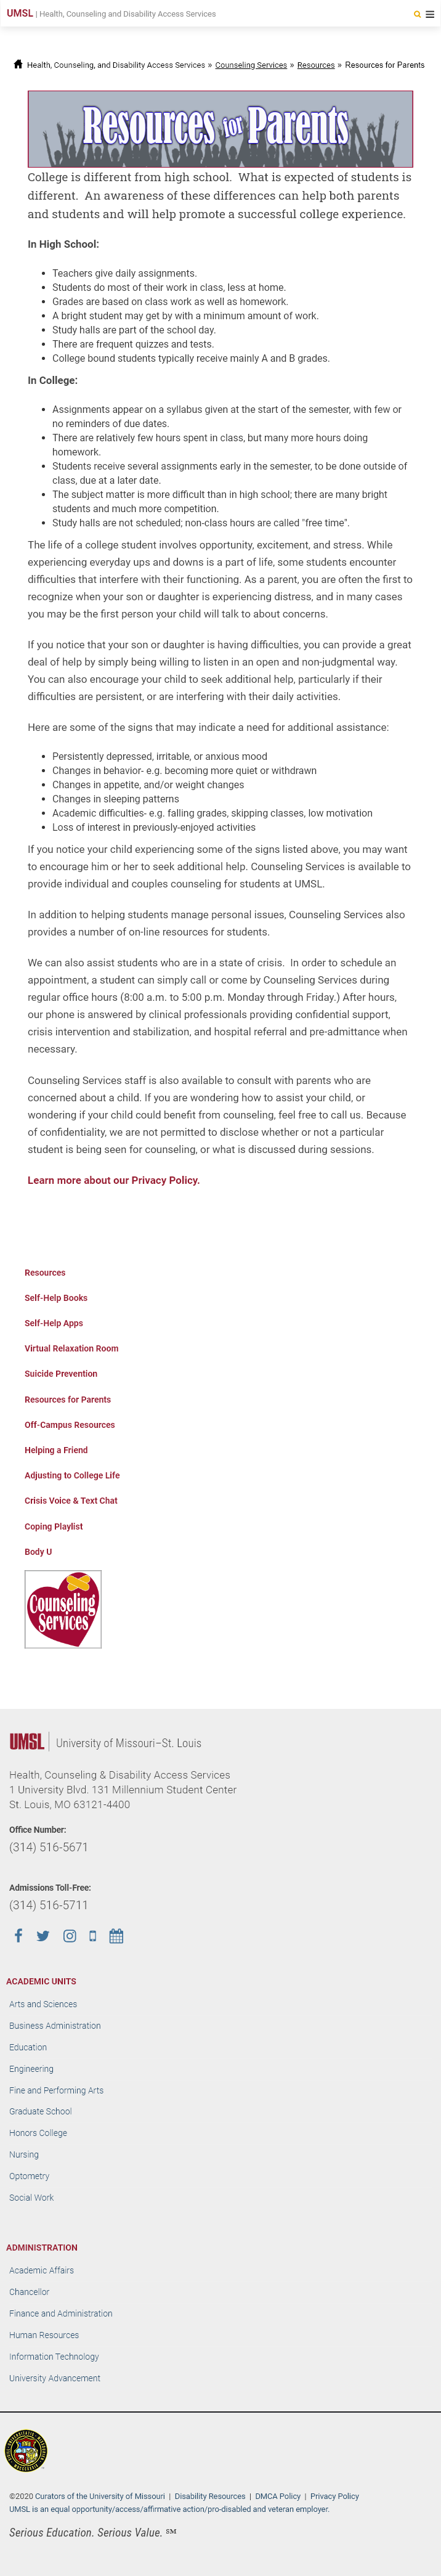 UMSL | Health, Counseling and Disability Access Services
Health, Counseling, and Disability Access Services » Counseling Services » Resources » Resources for Parents
Resources for Parents
College is different from high school.  What is expected of students is
different.  An awareness of these differences can help both parents
and students and will help promote a successful college experience.
In High School:
• Teachers give daily assignments.
• Students do most of their work in class, less at home.
• Grades are based on class work as well as homework.
• A bright student may get by with a minimum amount of work.
• Study halls are part of the school day.
• There are frequent quizzes and tests.
• College bound students typically receive mainly A and B grades.
In College:
• Assignments appear on a syllabus given at the start of the semester, with few or
no reminders of due dates.
• There are relatively few hours spent in class, but many more hours doing
homework.
• Students receive several assignments early in the semester, to be done outside of
class, due at a later date.
• The subject matter is more difficult than in high school; there are many bright
students and much more competition.
• Study halls are not scheduled; non-class hours are called "free time".
The life of a college student involves opportunity, excitement, and stress. While
experiencing everyday ups and downs is a part of life, some students encounter
difficulties that interfere with their functioning. As a parent, you are often the first to
recognize when your son or daughter is experiencing distress, and in many cases
you may be the first person your child will talk to about concerns.
If you notice that your son or daughter is having difficulties, you can provide a great
deal of help by simply being willing to listen in an open and non-judgmental way.
You can also encourage your child to seek additional help, particularly if their
difficulties are persistent, or are interfering with their daily activities.
Here are some of the signs that may indicate a need for additional assistance:
• Persistently depressed, irritable, or anxious mood
• Changes in behavior- e.g. becoming more quiet or withdrawn
• Changes in appetite, and/or weight changes
• Changes in sleeping patterns
• Academic difficulties- e.g. falling grades, skipping classes, low motivation
• Loss of interest in previously-enjoyed activities
If you notice your child experiencing some of the signs listed above, you may want
to encourage him or her to seek additional help. Counseling Services is available to
provide individual and couples counseling for students at UMSL.
In addition to helping students manage personal issues, Counseling Services also
provides a number of on-line resources for students.
We can also assist students who are in a state of crisis.  In order to schedule an
appointment, a student can simply call or come by Counseling Services during
regular office hours (8:00 a.m. to 5:00 p.m. Monday through Friday.) After hours,
our phone is answered by clinical professionals providing confidential support,
crisis intervention and stabilization, and hospital referral and pre-admittance when
necessary.
Counseling Services staff is also available to consult with parents who are
concerned about a child. If you are wondering how to assist your child, or
wondering if your child could benefit from counseling, feel free to call us. Because
of confidentiality, we are not permitted to disclose whether or not a particular
student is being seen for counseling, or what is discussed during sessions.
Learn more about our Privacy Policy.
Resources
Self-Help Books
Self-Help Apps
Virtual Relaxation Room
Suicide Prevention
Resources for Parents
Off-Campus Resources
Helping a Friend
Adjusting to College Life
Crisis Voice & Text Chat
Coping Playlist
Body U
Counseling
Services
UMSL | University of Missouri–St. Louis
Health, Counseling & Disability Access Services
1 University Blvd. 131 Millennium Student Center
St. Louis, MO 63121-4400
Office Number:
(314) 516-5671
Admissions Toll-Free:
(314) 516-5711
ACADEMIC UNITS
Arts and Sciences
Business Administration
Education
Engineering
Fine and Performing Arts
Graduate School
Honors College
Nursing
Optometry
Social Work
ADMINISTRATION
Academic Affairs
Chancellor
Finance and Administration
Human Resources
Information Technology
University Advancement
©2020 Curators of the University of Missouri | Disability Resources | DMCA Policy | Privacy Policy
UMSL is an equal opportunity/access/affirmative action/pro-disabled and veteran employer.
Serious Education. Serious Value. ℠